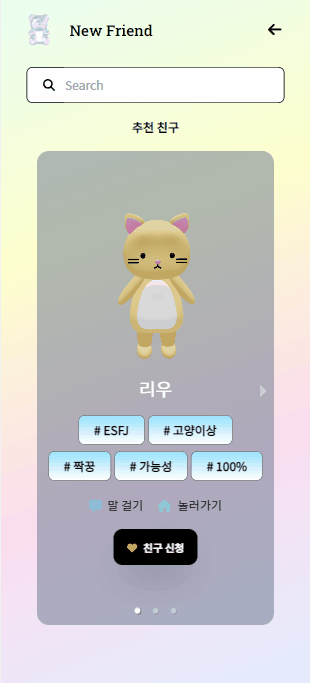 New Friend
Search
추천 친구
리우
# ESFJ # 고양이상
# 짝꿍 # 가능성 # 100%
말 걸기 놀러가기
친구 신청